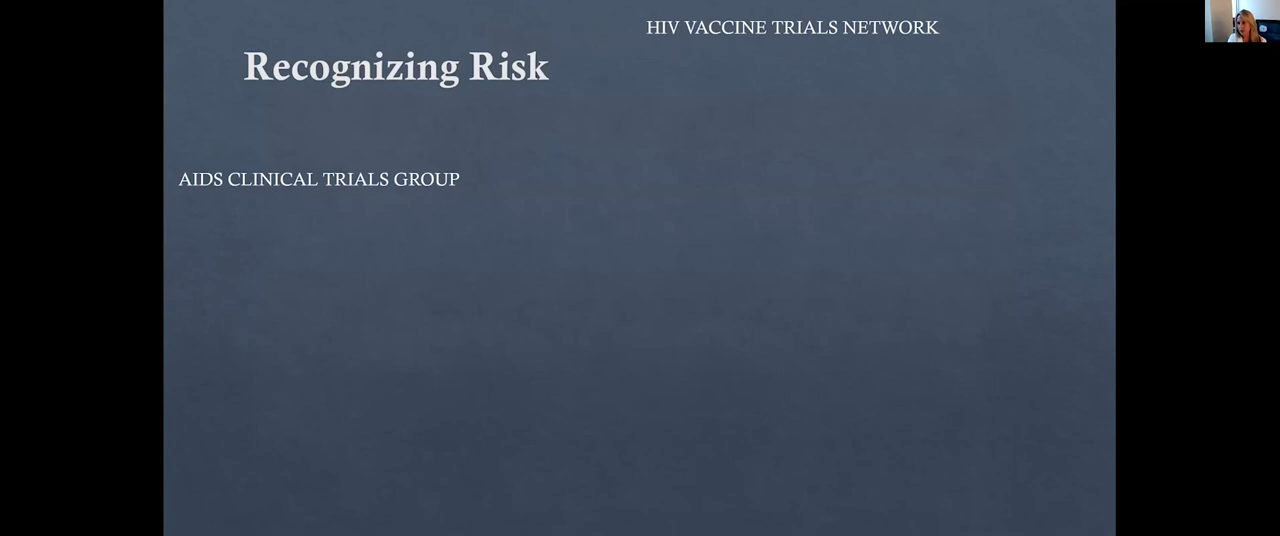 HIV VACCINE TRIALS NETWORK
Recognizing Risk
AIDS CLINICAL TRIALS GROUP